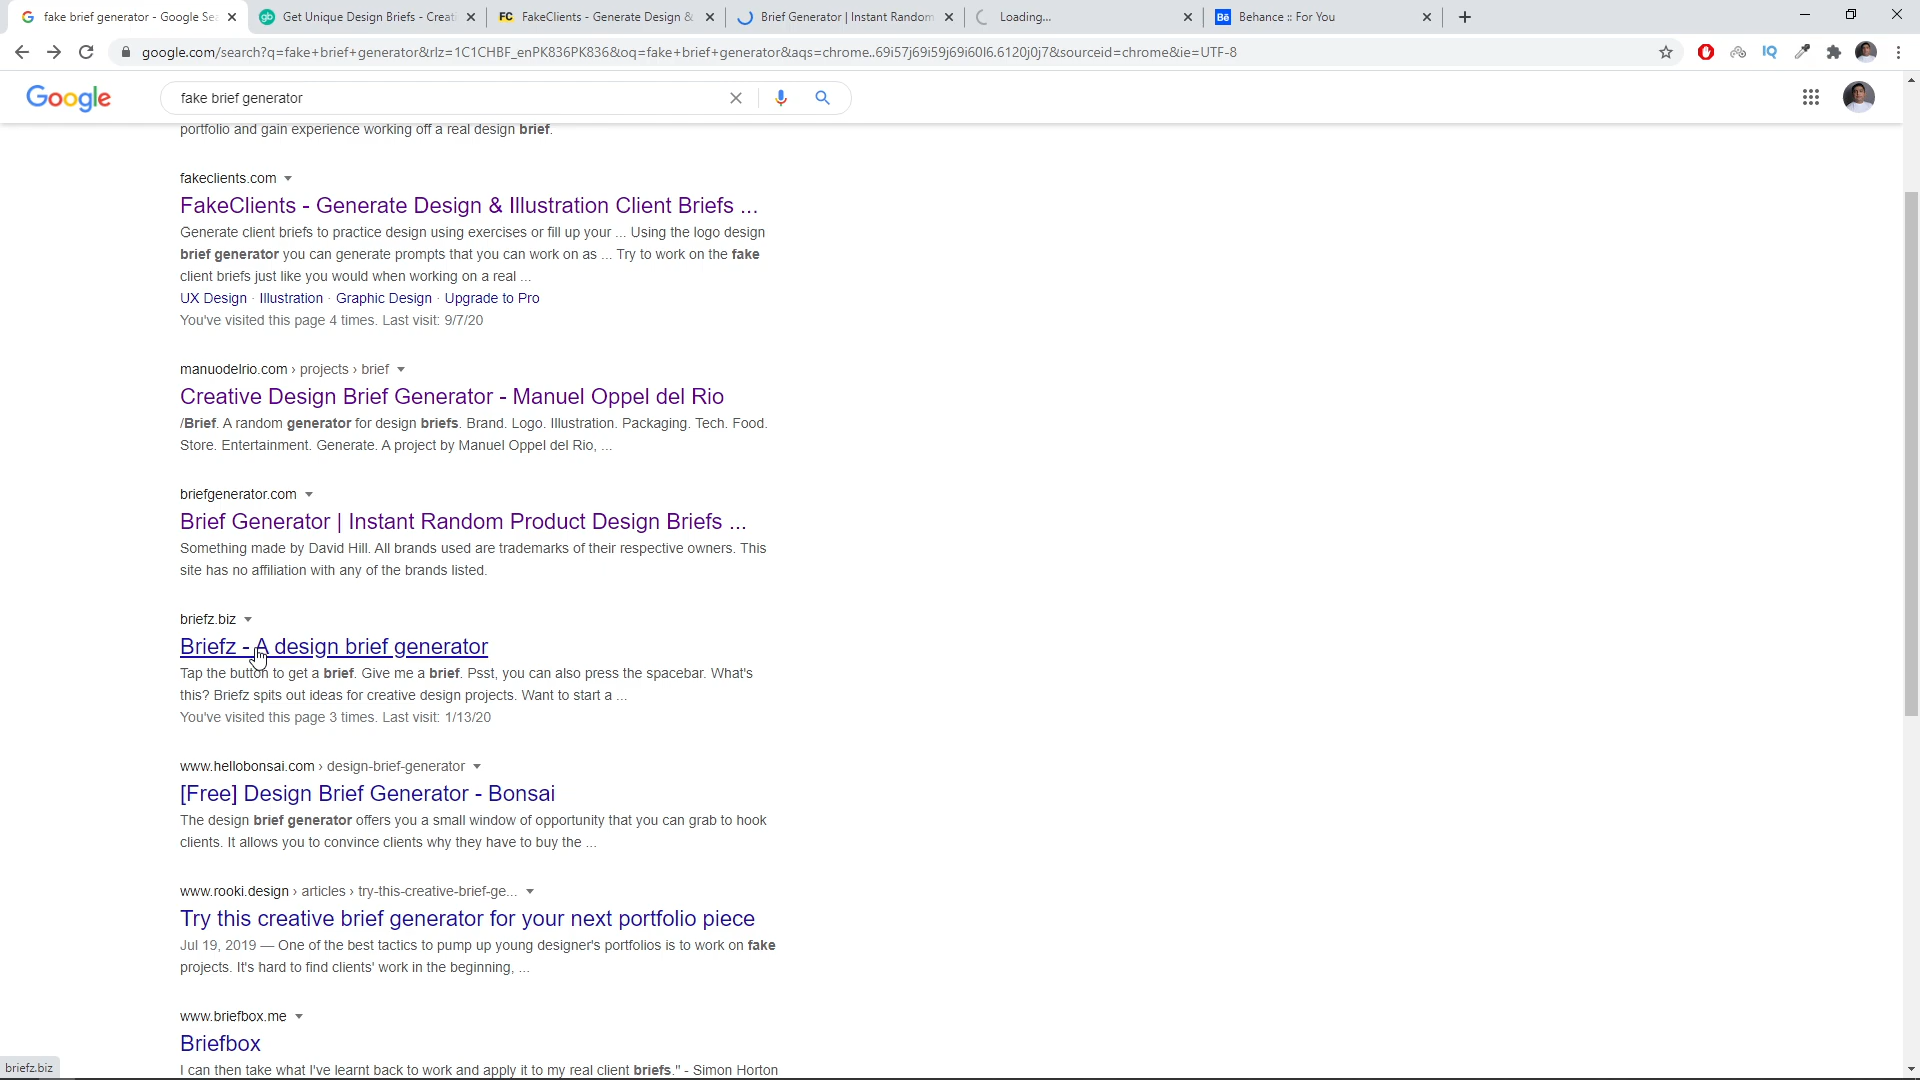 fake brief generator - Google Se
Get Unique Design Briefs - Creati
FC FakeClients - Generate Design &
Brief Generator | Instant Random
Loading...
Bē Behance :: For You
google.com/search?q=fake+brief+generator&rlz=1C1CHBF_enPK836PK836&oq=fake+brief+generator&aqs=chrome..69i57j69i59j69i60l6.6120j0j7&sourceid=chrome&ie=UTF-8
IQ
Google
fake brief generator
portfolio and gain experience working off a real design brief.
fakeclients.com
FakeClients - Generate Design & Illustration Client Briefs ...
Generate client briefs to practice design using exercises or fill up your ... Using the logo design
brief generator you can generate prompts that you can work on as ... Try to work on the fake
client briefs just like you would when working on a real ...
UX Design · Illustration · Graphic Design · Upgrade to Pro
You've visited this page 4 times. Last visit: 9/7/20
manuodelrio.com › projects › brief
Creative Design Brief Generator - Manuel Oppel del Rio
/Brief. A random generator for design briefs. Brand. Logo. Illustration. Packaging. Tech. Food.
Store. Entertainment. Generate. A project by Manuel Oppel del Rio, ...
briefgenerator.com
Brief Generator | Instant Random Product Design Briefs ...
Something made by David Hill. All brands used are trademarks of their respective owners. This
site has no affiliation with any of the brands listed.
briefz.biz
Briefz - A design brief generator
Tap the button to get a brief. Give me a brief. Psst, you can also press the spacebar. What's
this? Briefz spits out ideas for creative design projects. Want to start a ...
You've visited this page 3 times. Last visit: 1/13/20
www.hellobonsai.com › design-brief-generator
[Free] Design Brief Generator - Bonsai
The design brief generator offers you a small window of opportunity that you can grab to hook
clients. It allows you to convince clients why they have to buy the ...
www.rooki.design › articles › try-this-creative-brief-ge...
Try this creative brief generator for your next portfolio piece
Jul 19, 2019 — One of the best tactics to pump up young designer's portfolios is to work on fake
projects. It's hard to find clients' work in the beginning, ...
www.briefbox.me
Briefbox
I can then take what I've learnt back to work and apply it to my real client briefs." - Simon Horton
briefz.biz